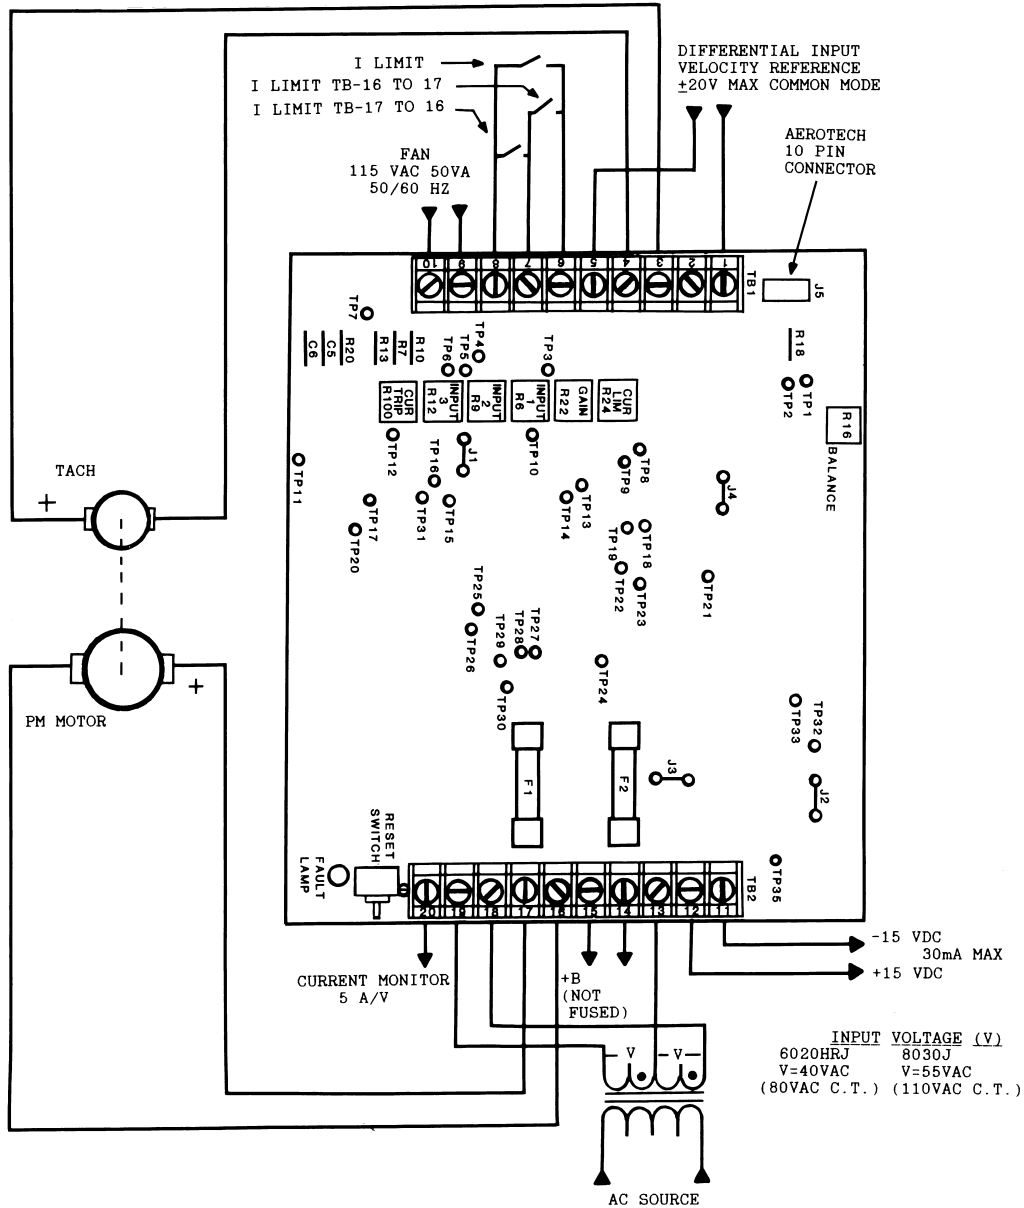 I LIMIT
I LIMIT TB-16 TO 17
I LIMIT TB-17 TO 16
DIFFERENTIAL INPUT
VELOCITY REFERENCE
±20V MAX COMMON MODE
FAN
115 VAC 50VA
50/60 HZ
AEROTECH
10 PIN
CONNECTOR
10 9 8 7 6 5 4 3 2 1
TB1
J5
TP7
C6
C5
R20
R13
R7
R10
TP6
TP5
TP4
TP3
R18
TP2
TP1
CUR
TRIP
R100
INPUT
3
R12
INPUT
2
R9
INPUT
1
R6
GAIN
R22
CUR
LIM
R24
R16
BALANCE
TACH
+
TP11
TP12
TP16
J1
TP10
TP8
TP9
J4
TP17
TP20
TP31
TP15
TP13
TP14
TP19
TP18
TP22
TP23
TP21
TP25
TP26
TP29
TP28
TP27
TP30
TP24
+
PM MOTOR
TP33
TP32
F1
F2
J3
J2
RESET
SWITCH
FAULT
LAMP
TP35
TB2
20 19 18 17 16 15 14 13 12 11
-15 VDC
30mA MAX
+15 VDC
CURRENT MONITOR
5 A/V
+B
(NOT
FUSED)
V
V
INPUT VOLTAGE (V)
6020HRJ 8030J
V=40VAC V=55VAC
(80VAC C.T.) (110VAC C.T.)
AC SOURCE